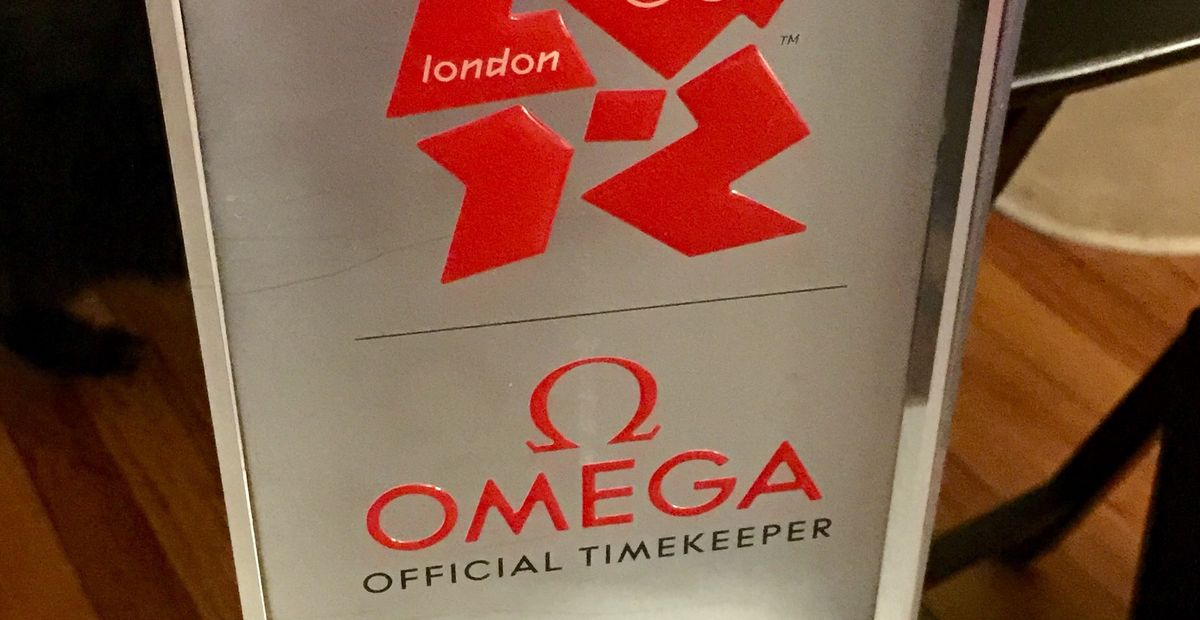 london
™
Ω
OMEGA
OFFICIAL TIMEKEEPER